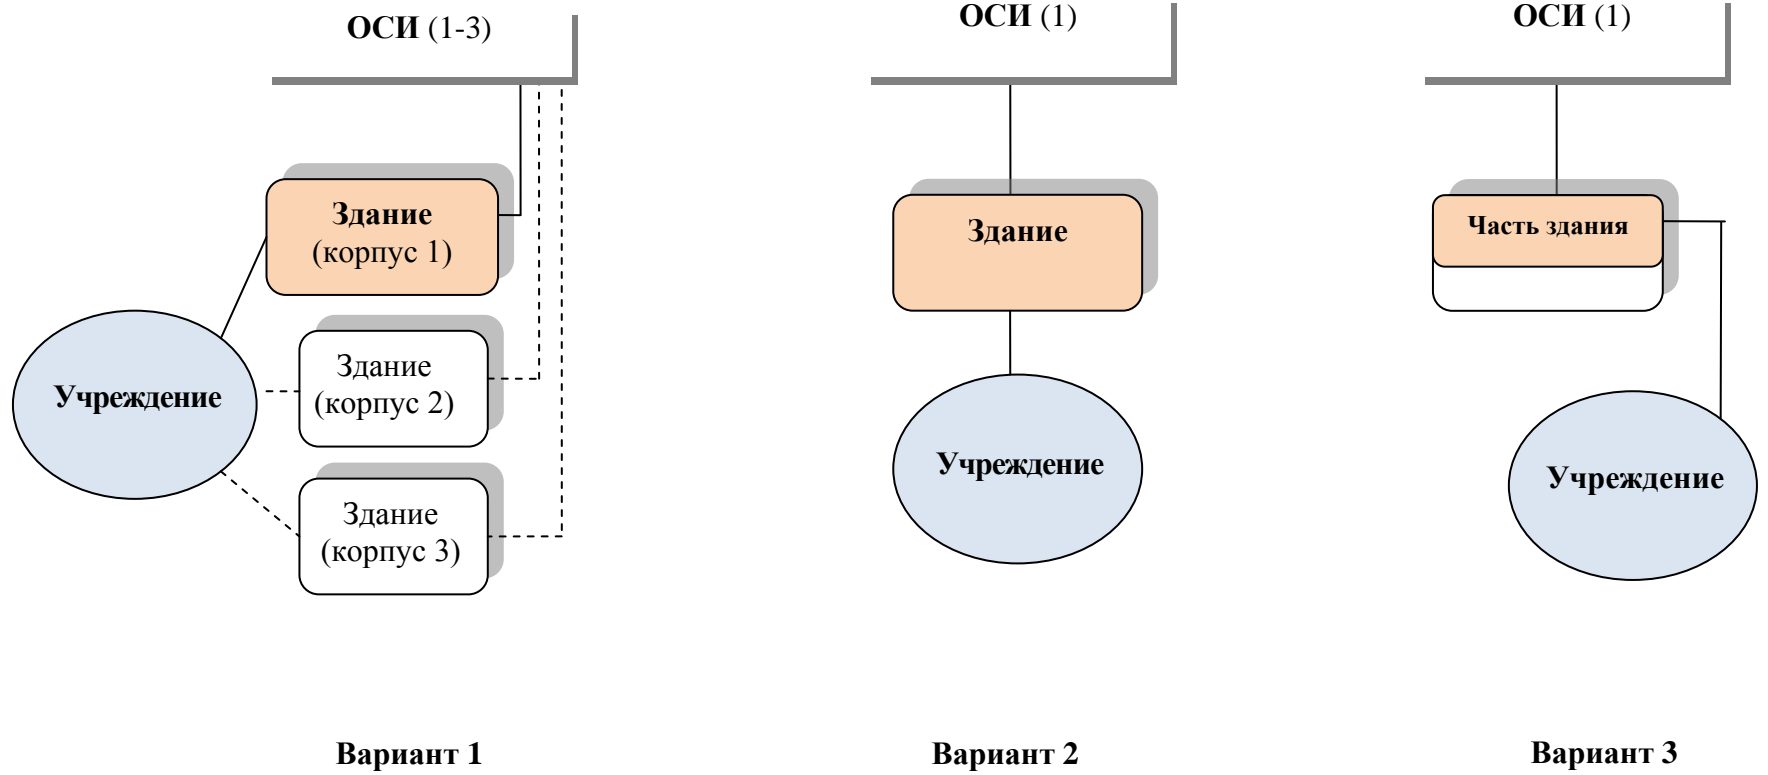 ОСИ (1-3)
Здание
(корпус 1)
Учреждение
Здание
(корпус 2)
Здание
(корпус 3)
Вариант 1
ОСИ (1)
Здание
Учреждение
Вариант 2
ОСИ (1)
Часть здания
Учреждение
Вариант 3